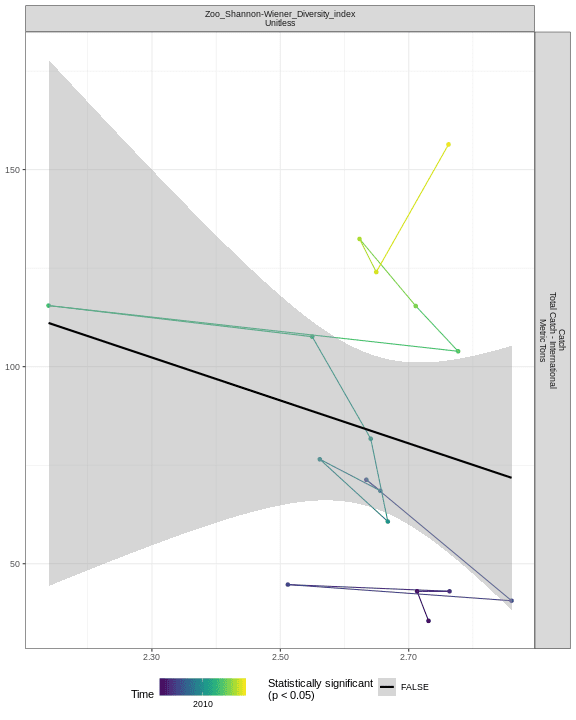 Zoo_Shannon-Wiener_Diversity_index
Unitless
150
100
50
Catch
Total Catch - International
Metric Tons
2.30
2.50
2.70
Time
2010
Statistically significant
(p < 0.05)
FALSE